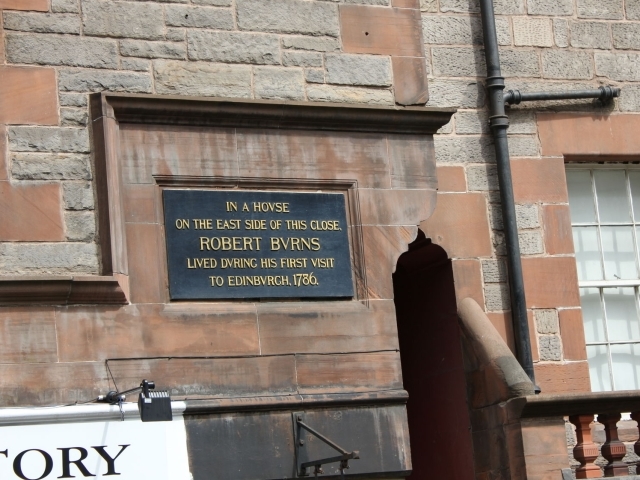 IN A HOVSE
ON THE EAST SIDE OF THIS CLOSE,
ROBERT BVRNS
LIVED DVRING HIS FIRST VISIT
TO EDINBVRGH, 1786.
TORY